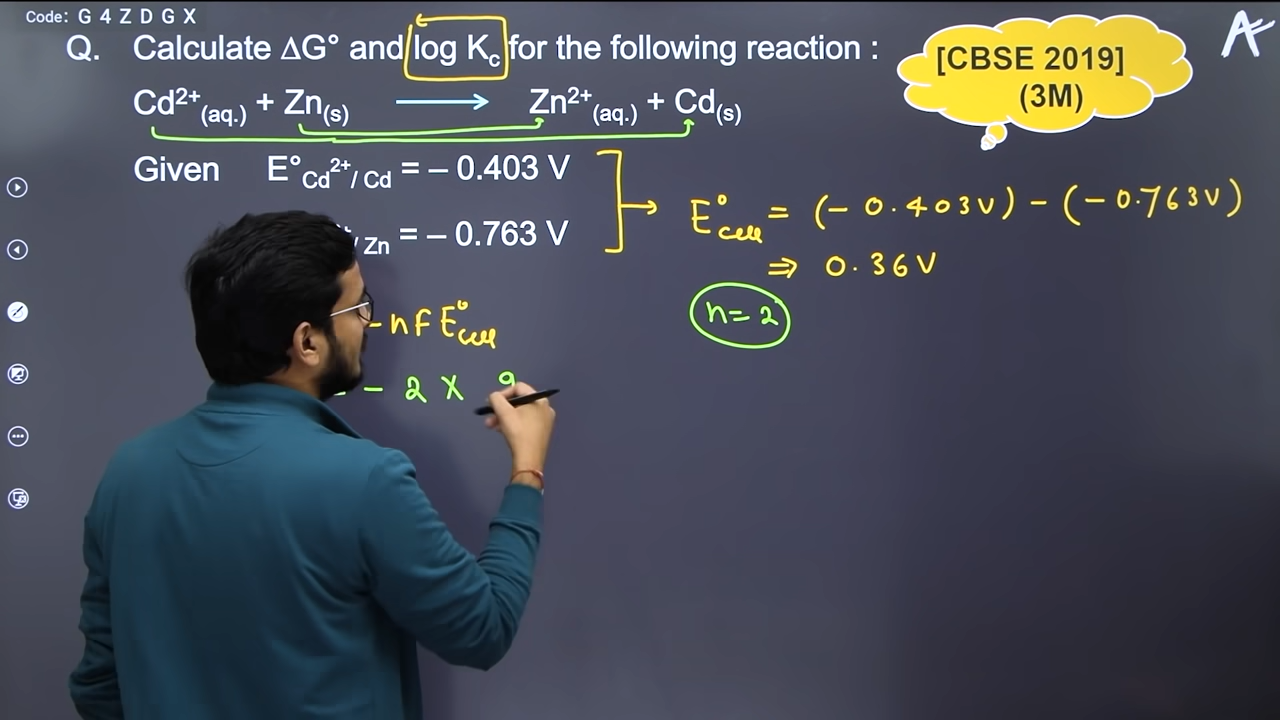 Code: G 4 Z D G X
Q. Calculate ΔG° and log Kc for the following reaction :
[CBSE 2019]
(3M)
Cd²⁺(aq.) + Zn(s) ⟶ Zn²⁺(aq.) + Cd(s)
Given E°Cd²⁺/Cd = – 0.403 V
/Zn = – 0.763 V
E°cell = (- 0.403V) - (-0.763V)
⇒ 0.36V
n = 2
- nFE°cell
- 2 X 9